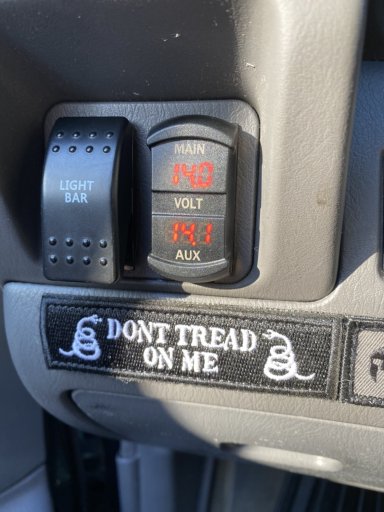 LIGHT
BAR
MAIN
14.0
VOLT
14.1
AUX
DONT TREAD
ON ME